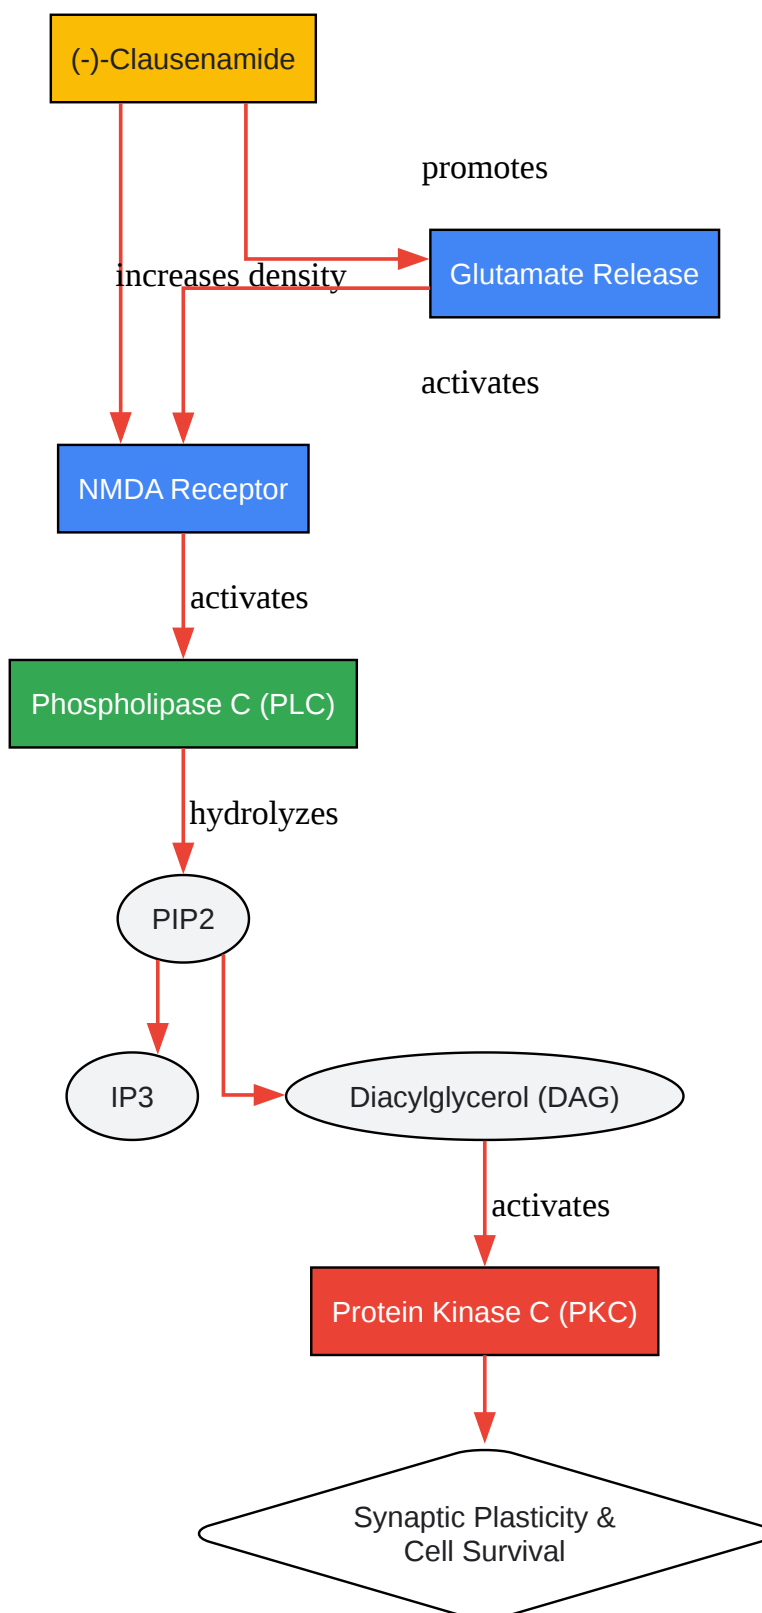 (-)-Clausenamide
promotes
increases density
Glutamate Release
activates
NMDA Receptor
activates
Phospholipase C (PLC)
hydrolyzes
PIP2
IP3
Diacylglycerol (DAG)
activates
Protein Kinase C (PKC)
Synaptic Plasticity &
Cell Survival